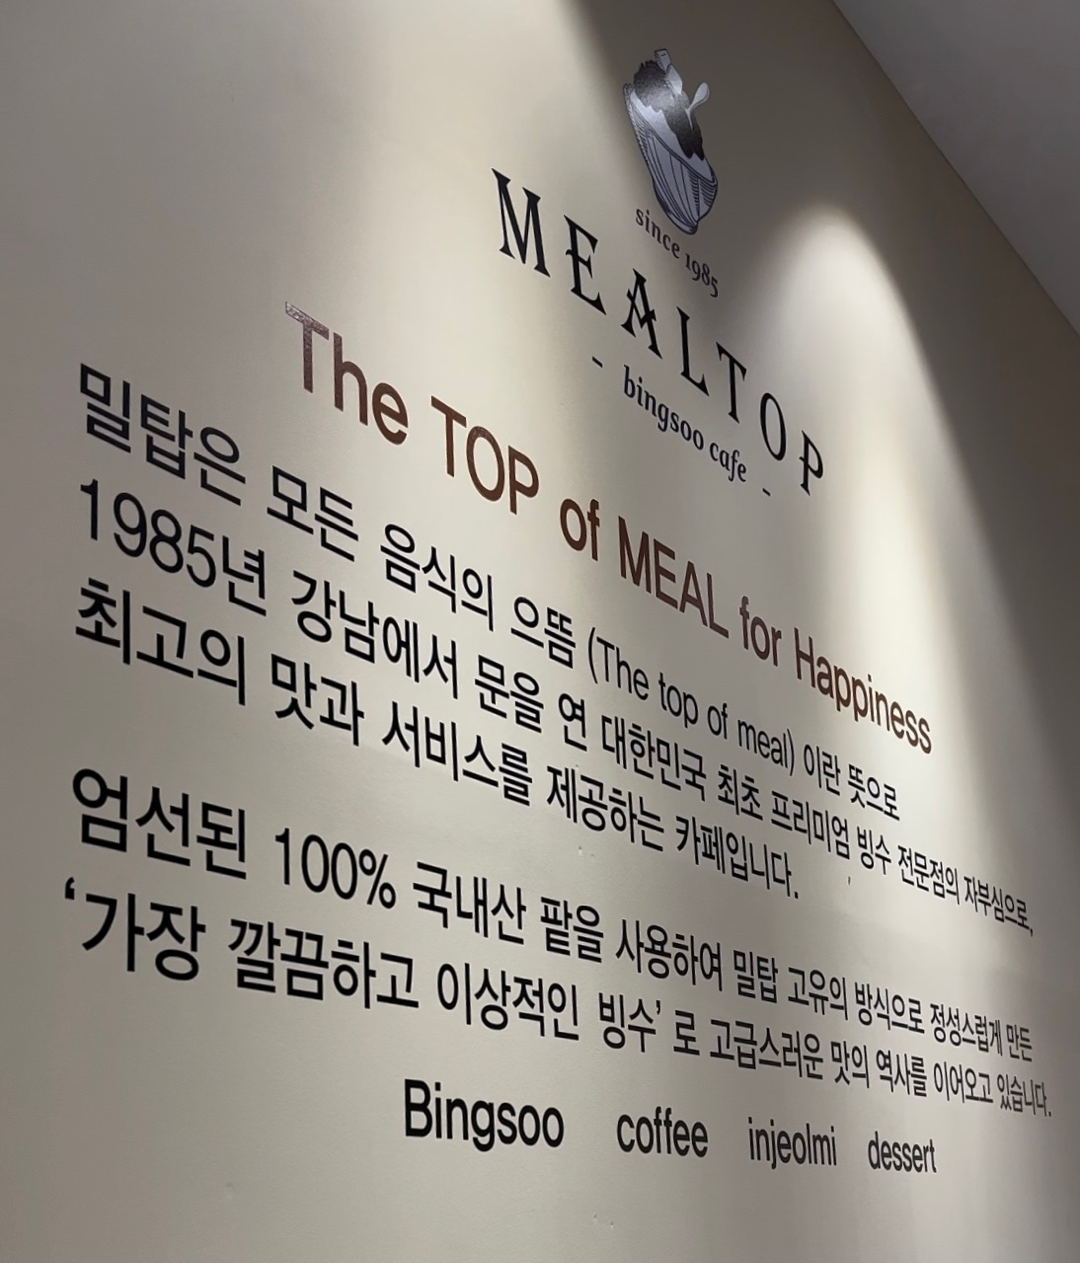 since 1985
MEALTOP
- bingsoo cafe -
The TOP of MEAL for Happiness
밀탑은 모든 음식의 으뜸 (The top of meal) 이란 뜻으로
1985년 강남에서 문을 연 대한민국 최초 프리미엄 빙수 전문점의 자부심으로,
최고의 맛과 서비스를 제공하는 카페입니다.
엄선된 100% 국내산 팥을 사용하여 밀탑 고유의 방식으로 정성스럽게 만든
‘가장 깔끔하고 이상적인 빙수’ 로 고급스러운 맛의 역사를 이어오고 있습니다.
Bingsoo coffee injeolmi dessert